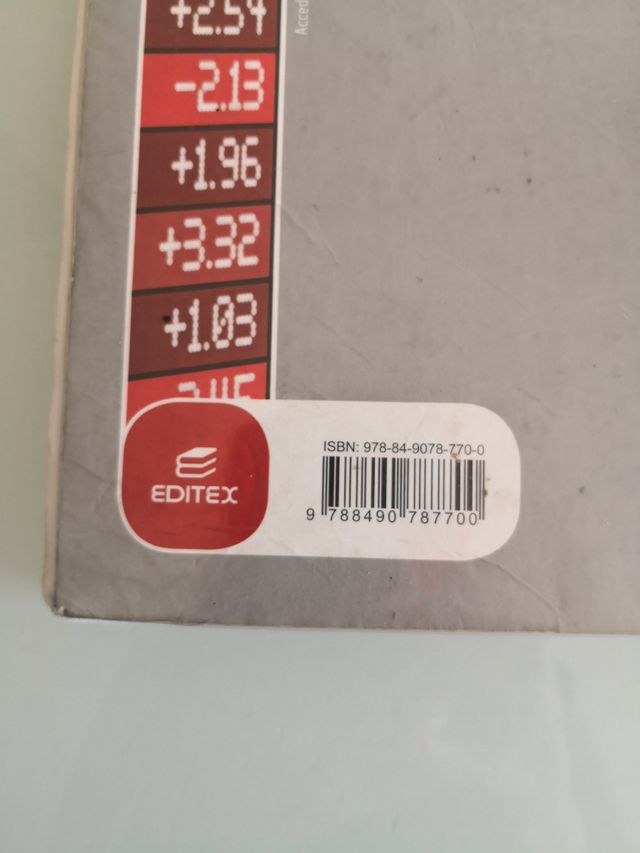 +2.54
Acced
-2.13
+1.96
+3.32
+1.03
EDITEX
ISBN: 978-84-9078-770-0
9 788490 787700